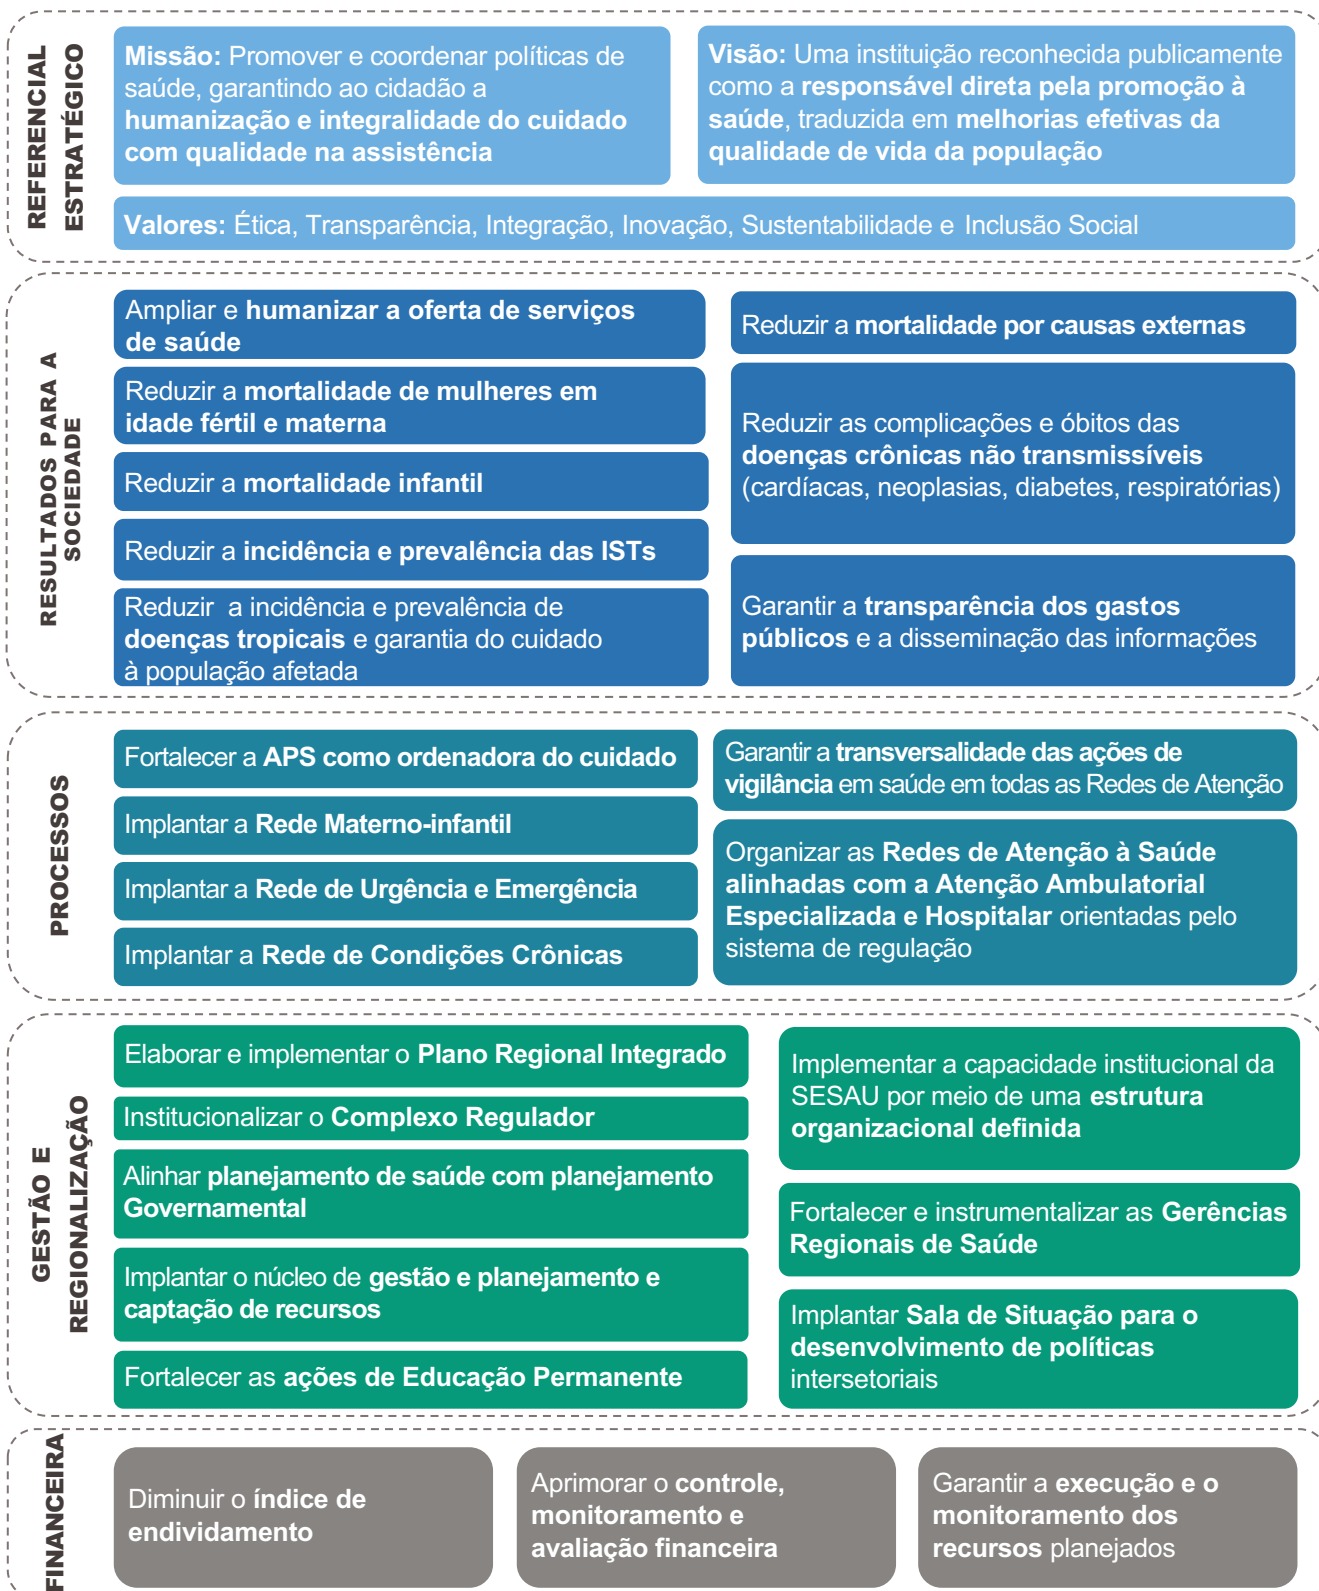 REFERENCIAL
ESTRATÉGICO
Missão: Promover e coordenar políticas de
saúde, garantindo ao cidadão a
humanização e integralidade do cuidado
com qualidade na assistência
Visão: Uma instituição reconhecida publicamente
como a responsável direta pela promoção à
saúde, traduzida em melhorias efetivas da
qualidade de vida da população
Valores: Ética, Transparência, Integração, Inovação, Sustentabilidade e Inclusão Social
RESULTADOS PARA A
SOCIEDADE
Ampliar e humanizar a oferta de serviços
de saúde
Reduzir a mortalidade de mulheres em
idade fértil e materna
Reduzir a mortalidade infantil
Reduzir a incidência e prevalência das ISTs
Reduzir a incidência e prevalência de
doenças tropicais e garantia do cuidado
à população afetada
Reduzir a mortalidade por causas externas
Reduzir as complicações e óbitos das
doenças crônicas não transmissíveis
(cardíacas, neoplasias, diabetes, respiratórias)
Garantir a transparência dos gastos
públicos e a disseminação das informações
PROCESSOS
Fortalecer a APS como ordenadora do cuidado
Implantar a Rede Materno-infantil
Implantar a Rede de Urgência e Emergência
Implantar a Rede de Condições Crônicas
Garantir a transversalidade das ações de
vigilância em saúde em todas as Redes de Atenção
Organizar as Redes de Atenção à Saúde
alinhadas com a Atenção Ambulatorial
Especializada e Hospitalar orientadas pelo
sistema de regulação
GESTÃO E
REGIONALIZAÇÃO
Elaborar e implementar o Plano Regional Integrado
Institucionalizar o Complexo Regulador
Alinhar planejamento de saúde com planejamento
Governamental
Implantar o núcleo de gestão e planejamento e
captação de recursos
Fortalecer as ações de Educação Permanente
Implementar a capacidade institucional da
SESAU por meio de uma estrutura
organizacional definida
Fortalecer e instrumentalizar as Gerências
Regionais de Saúde
Implantar Sala de Situação para o
desenvolvimento de políticas
intersetoriais
FINANCEIRA
Diminuir o índice de
endividamento
Aprimorar o controle,
monitoramento e
avaliação financeira
Garantir a execução e o
monitoramento dos
recursos planejados